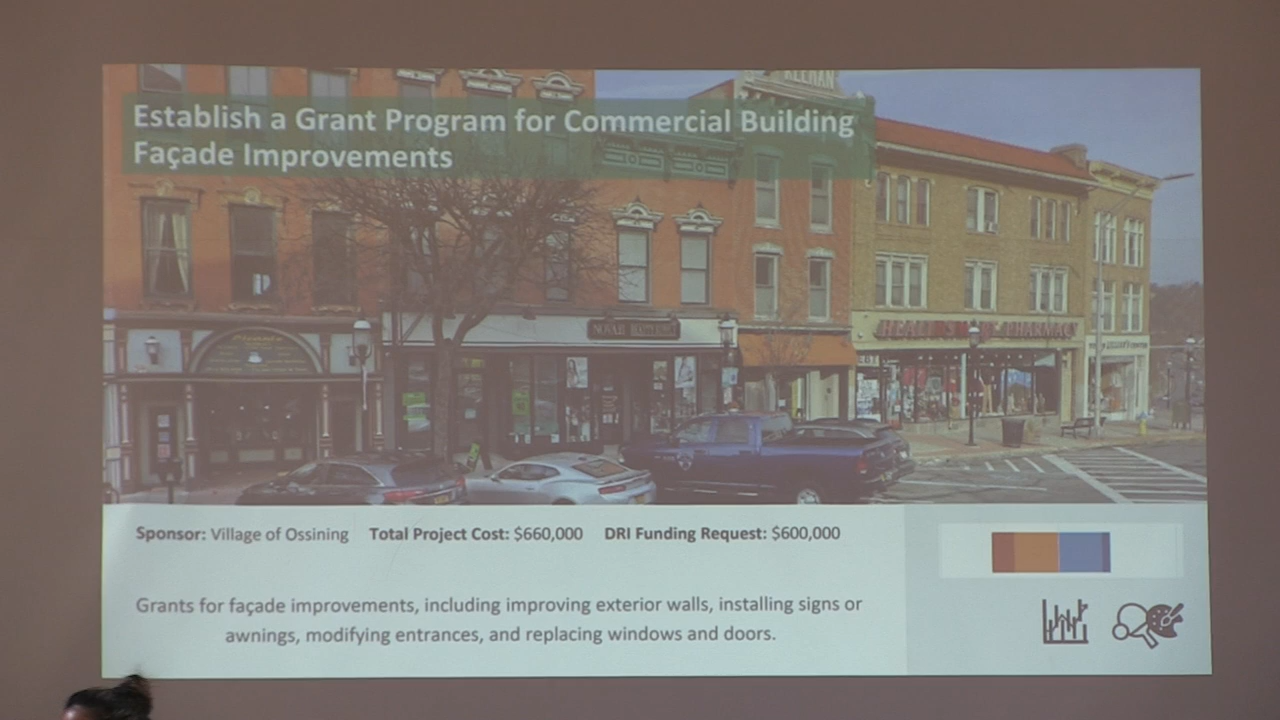 KEENAN
Establish a Grant Program for Commercial Building
Façade Improvements
PHARMACY
Sponsor: Village of Ossining Total Project Cost: $660,000 DRI Funding Request: $600,000
Grants for façade improvements, including improving exterior walls, installing signs or
awnings, modifying entrances, and replacing windows and doors.